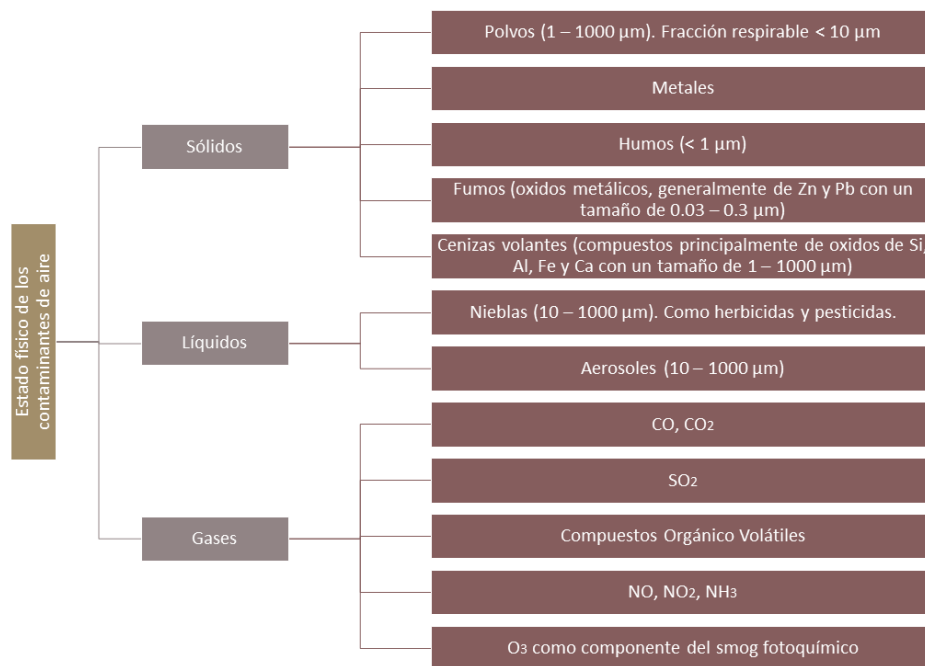 Estado físico de los
contaminantes de aire
Sólidos
Polvos (1 – 1000 µm). Fracción respirable < 10 µm
Metales
Humos (< 1 µm)
Fumos (oxidos metálicos, generalmente de Zn y Pb con un
tamaño de 0.03 – 0.3 µm)
Cenizas volantes (compuestos principalmente de oxidos de Si,
Al, Fe y Ca con un tamaño de 1 – 1000 µm)
Líquidos
Nieblas (10 – 1000 µm). Como herbicidas y pesticidas.
Aerosoles (10 – 1000 µm)
Gases
CO, CO₂
SO₂
Compuestos Orgánico Volátiles
NO, NO₂, NH₃
O₃ como componente del smog fotoquímico